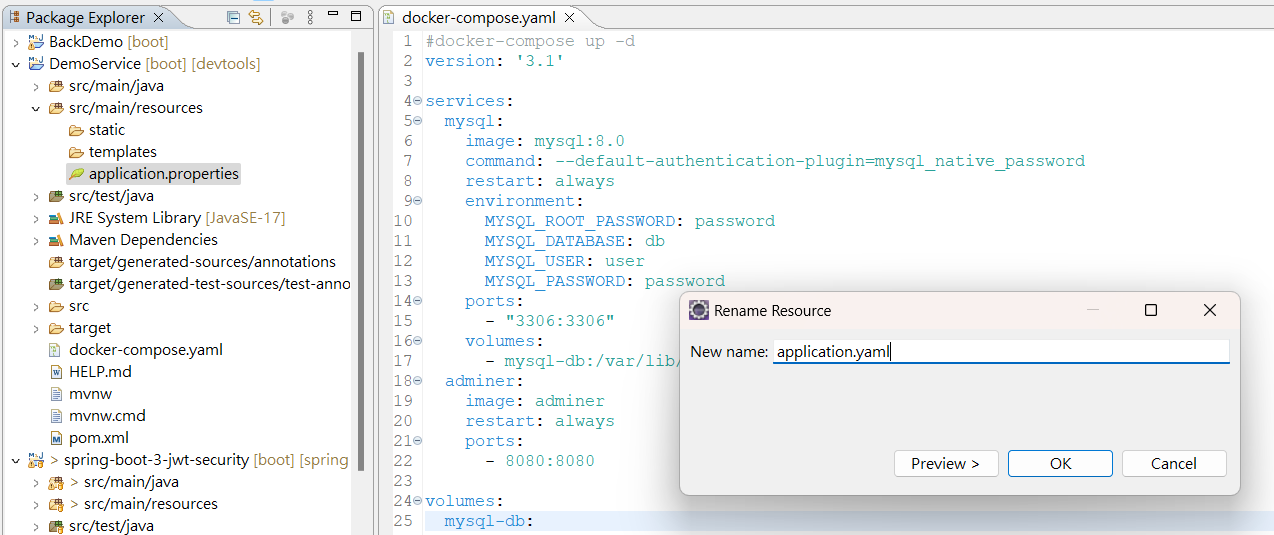 Package Explorer
BackDemo [boot]
DemoService [boot] [devtools]
src/main/java
src/main/resources
static
templates
application.properties
src/test/java
JRE System Library [JavaSE-17]
Maven Dependencies
target/generated-sources/annotations
target/generated-test-sources/test-anno
src
target
docker-compose.yaml
HELP.md
mvnw
mvnw.cmd
pom.xml
> spring-boot-3-jwt-security [boot] [spring
> src/main/java
> src/main/resources
src/test/java
docker-compose.yaml
1 #docker-compose up -d
2 version: '3.1'
3
4 services:
5   mysql:
6     image: mysql:8.0
7     command: --default-authentication-plugin=mysql_native_password
8     restart: always
9     environment:
10       MYSQL_ROOT_PASSWORD: password
11       MYSQL_DATABASE: db
12       MYSQL_USER: user
13       MYSQL_PASSWORD: password
14     ports:
15       - "3306:3306"
16     volumes:
17       - mysql-db:/var/lib/
18   adminer:
19     image: adminer
20     restart: always
21     ports:
22       - 8080:8080
23
24 volumes:
25   mysql-db:
Rename Resource
New name: application.yaml
Preview >
OK
Cancel